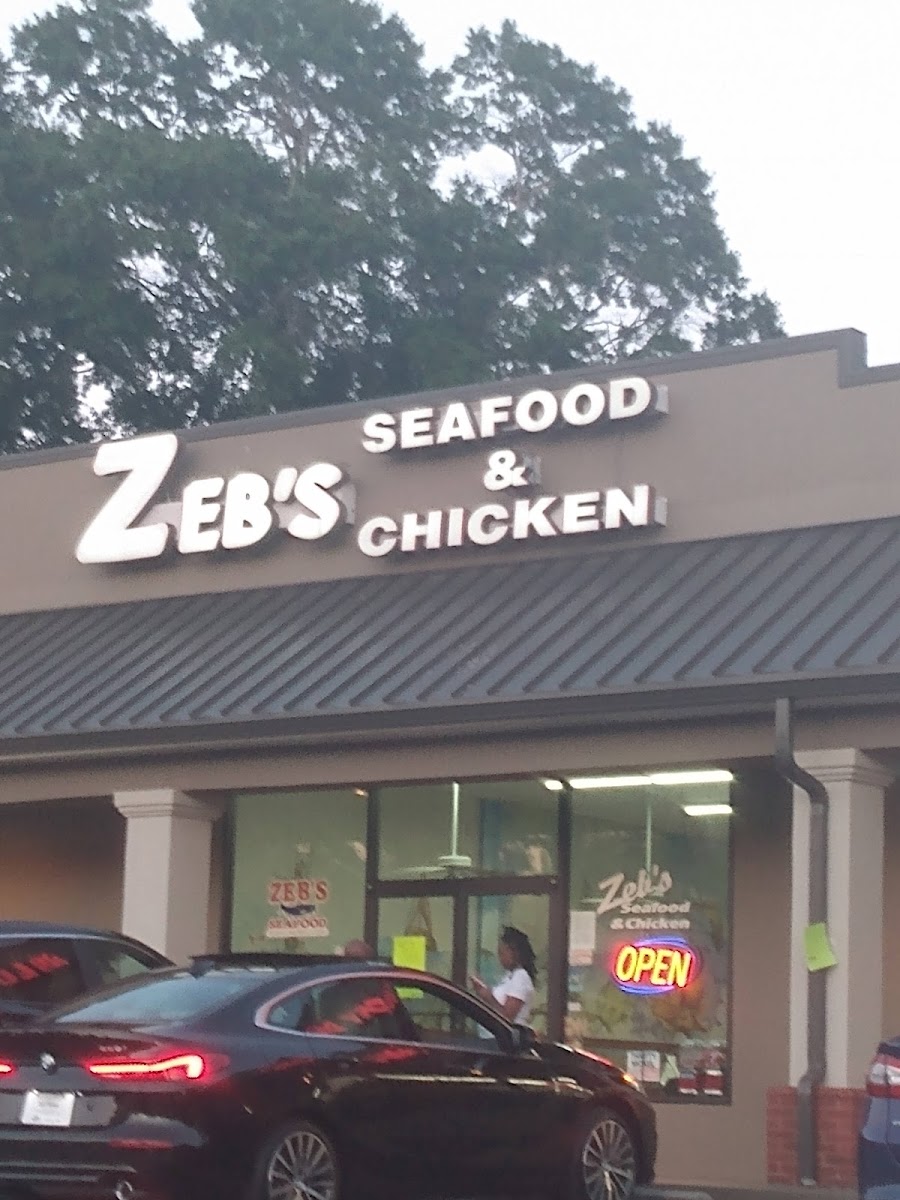 ZEB'S
SEAFOOD
&
CHICKEN
ZEB'S
SEAFOOD
Zeb's
Seafood
& Chicken
OPEN